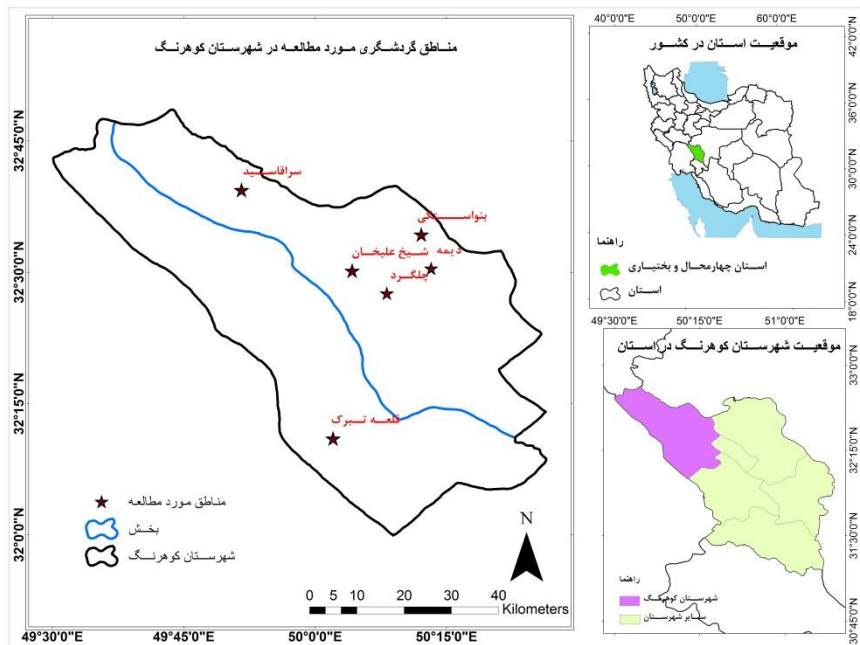 مناطق گردشگری مورد مطالعه در شهرستان کوهرنگ
سرآقاسید
بنواستکی
دیمه
شیخ علیخان
چلگرد
قلعه تبرک
مناطق مورد مطالعه
بخش
شهرستان کوهرنگ
N
0 5 10 20 30 40
Kilometers
32°45'0"N
32°30'0"N
32°15'0"N
32°0'0"N
49°30'0"E 49°45'0"E 50°0'0"E 50°15'0"E
40°0'0"E 50°0'0"E 60°0'0"E
موقعیت استان در کشور
42°0'0"N
36°0'0"N
30°0'0"N
24°0'0"N
18°0'0"N
راهنما
استان چهارمحال و بختیاری
استان
49°30'0"E 50°15'0"E 51°0'0"E
موقعیت شهرستان کوهرنگ در استان
33°0'0"N
32°15'0"N
31°30'0"N
30°45'0"N
راهنما
شهرستان کوهرنگ
سایر شهرستان